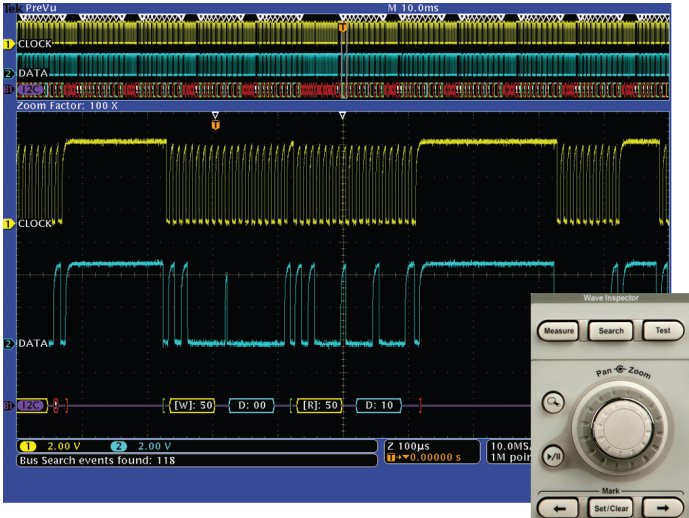 Tek PreVu M 10.0ms
1 CLOCK
2 DATA
B1 I2C
Zoom Factor: 100 X
T
T
1 CLOCK
2 DATA
B1 I2C ! [W]: 50 D: 00 [R]: 50 D: 10
1 2.00 V 2 2.00 V
Z 100µs
T→▼0.00000 s
10.0MS
1M poin
Bus Search events found: 118
Wave Inspector
Measure Search Test
Pan Zoom
Mark
← Set/Clear →